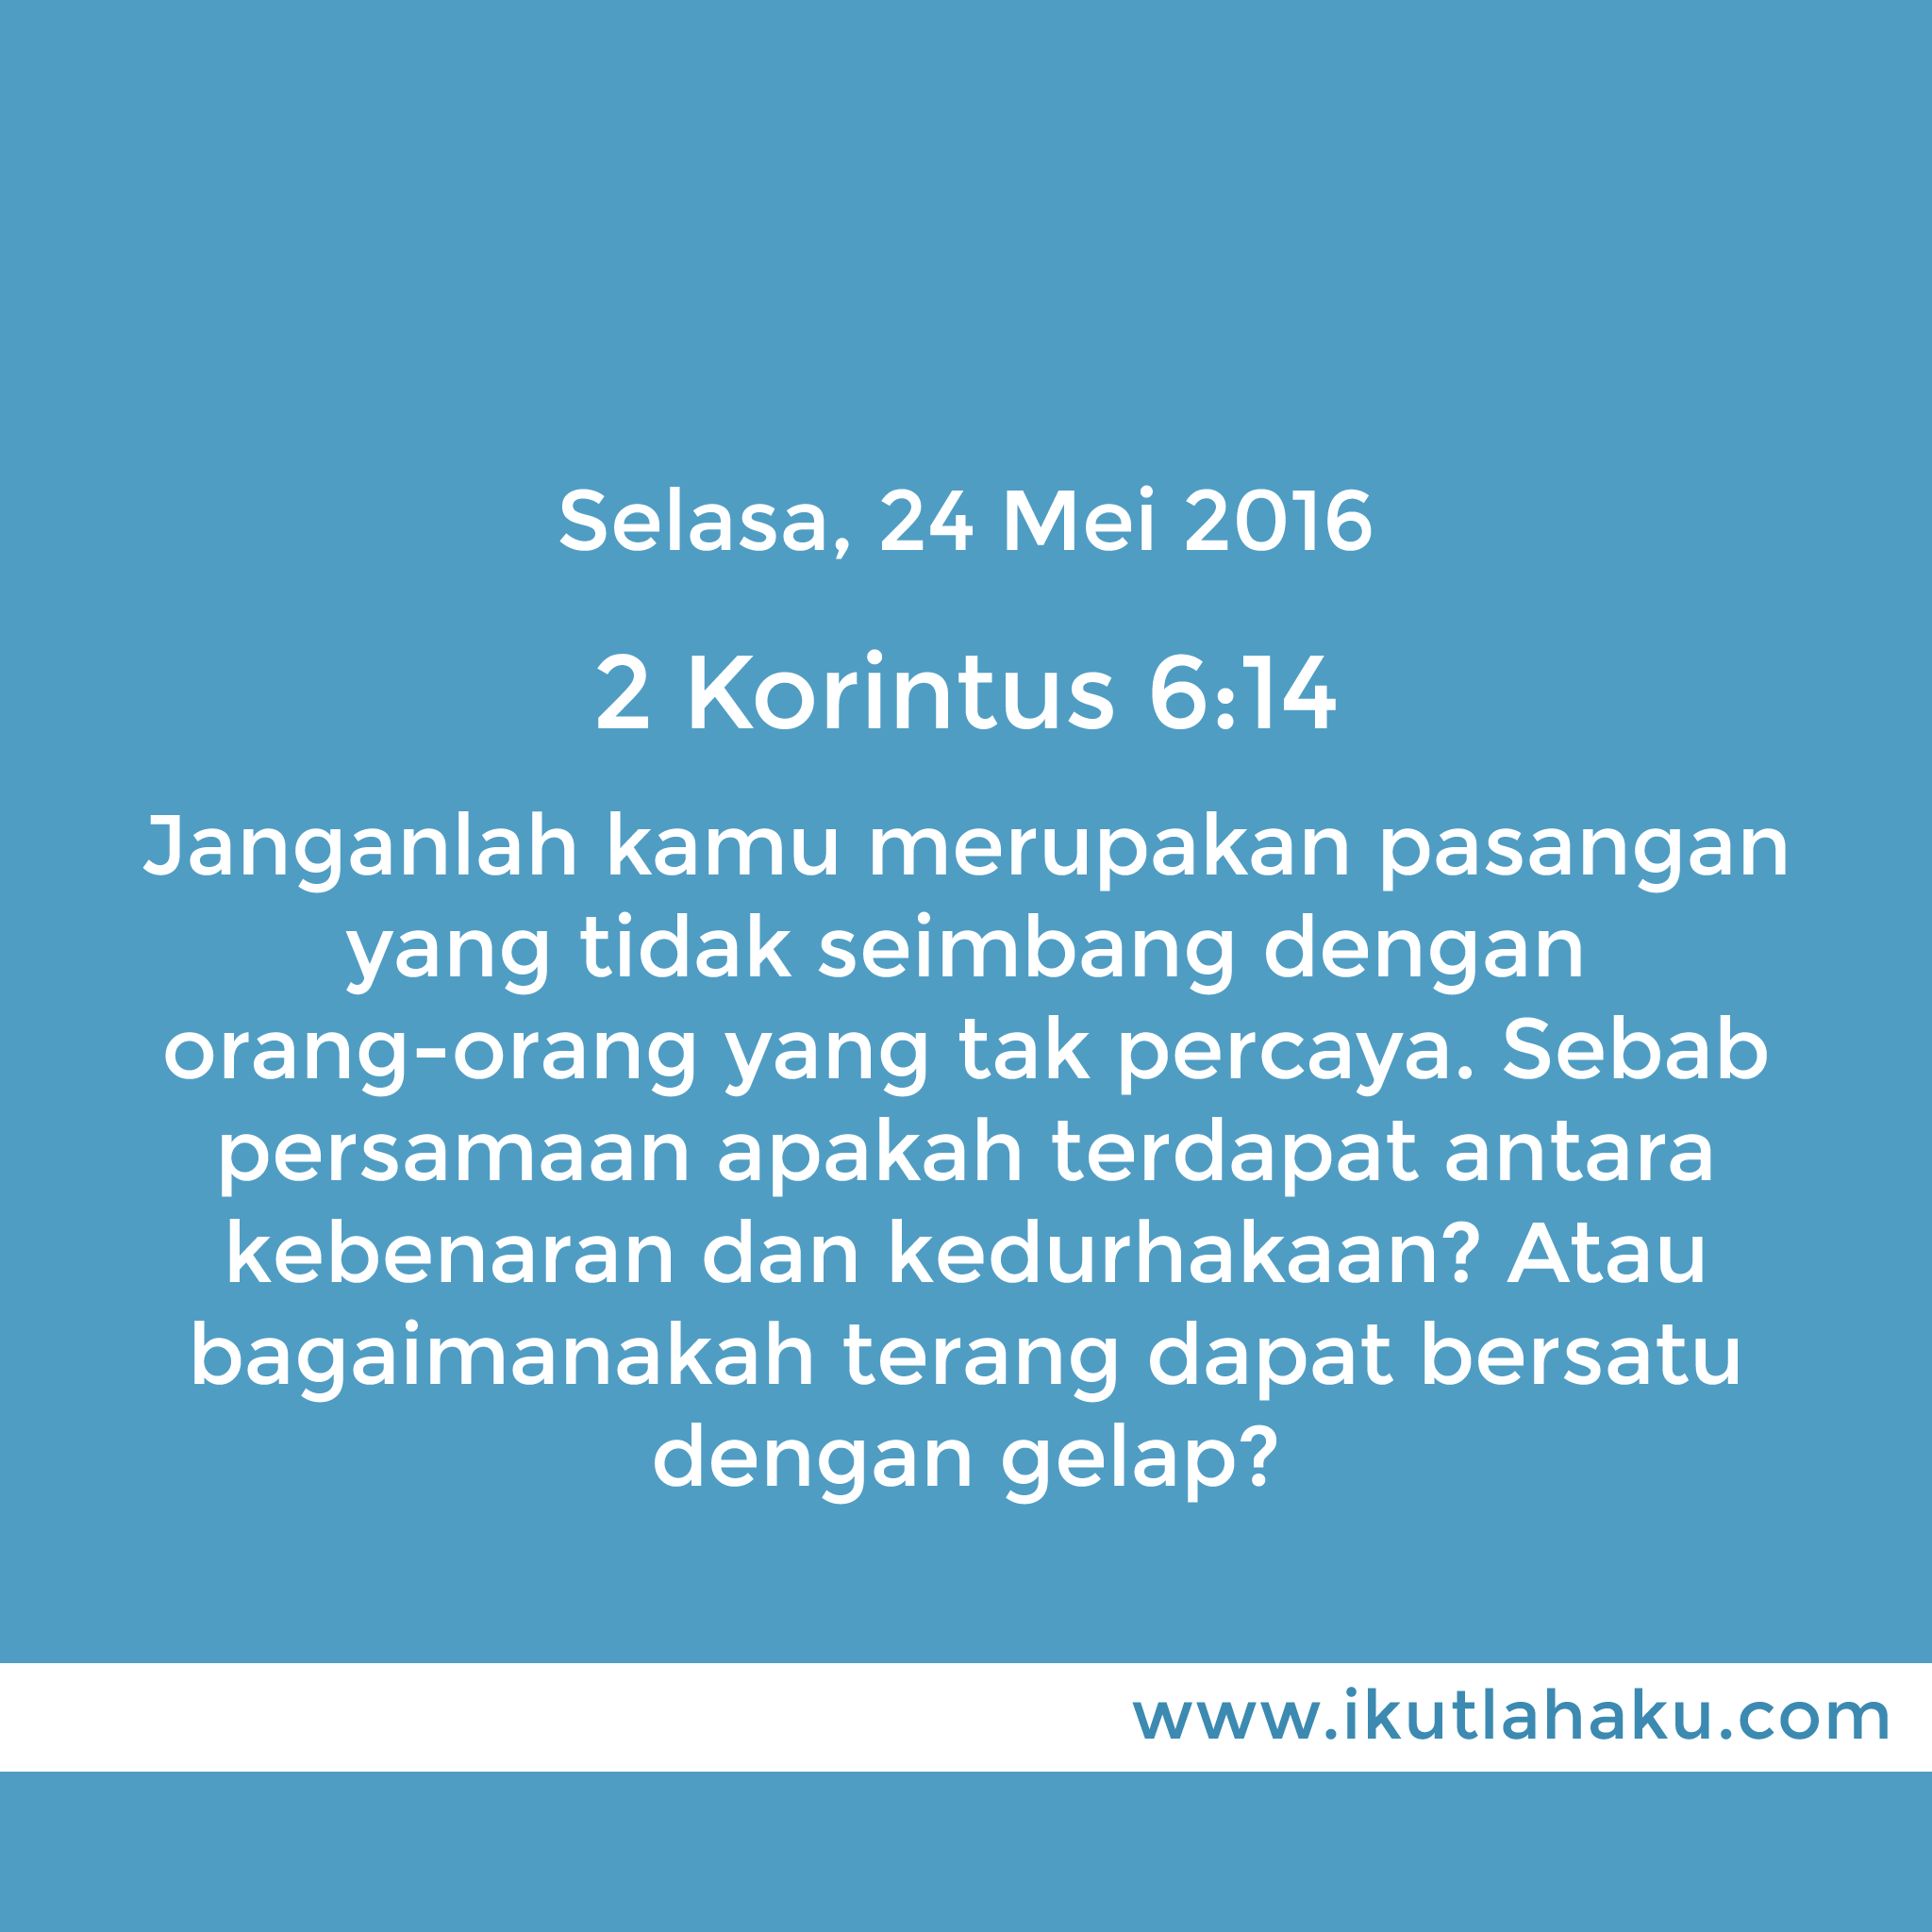 Selasa, 24 Mei 2016
2 Korintus 6:14
Janganlah kamu merupakan pasangan
yang tidak seimbang dengan
orang-orang yang tak percaya. Sebab
persamaan apakah terdapat antara
kebenaran dan kedurhakaan? Atau
bagaimanakah terang dapat bersatu
dengan gelap?
www.ikutlahaku.com